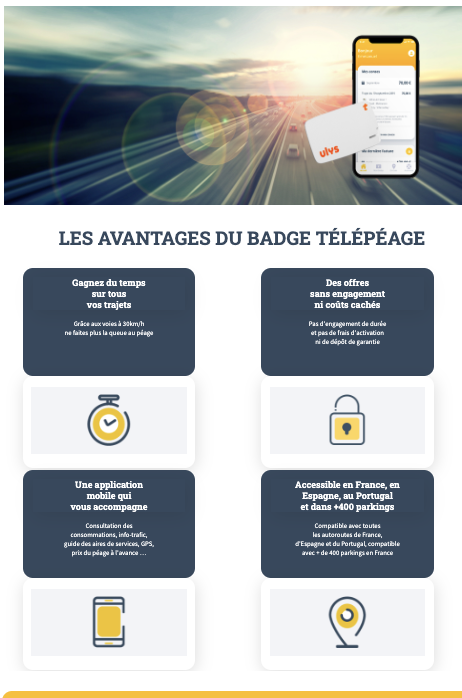 ulys
LES AVANTAGES DU BADGE TÉLÉPÉAGE
Gagnez du temps
sur tous
vos trajets
Grâce aux voies à 30km/h
ne faites plus la queue au péage
Des offres
sans engagement
ni coûts cachés
Pas d'engagement de durée
et pas de frais d'activation
ni de dépôt de garantie
Une application
mobile qui
vous accompagne
Consultation des
consommations, info-trafic,
guide des aires de services, GPS,
prix du péage à l'avance ...
Accessible en France, en
Espagne, au Portugal
et dans +400 parkings
Compatible avec toutes
les autoroutes de France,
d'Espagne et du Portugal, compatible
avec + de 400 parkings en France